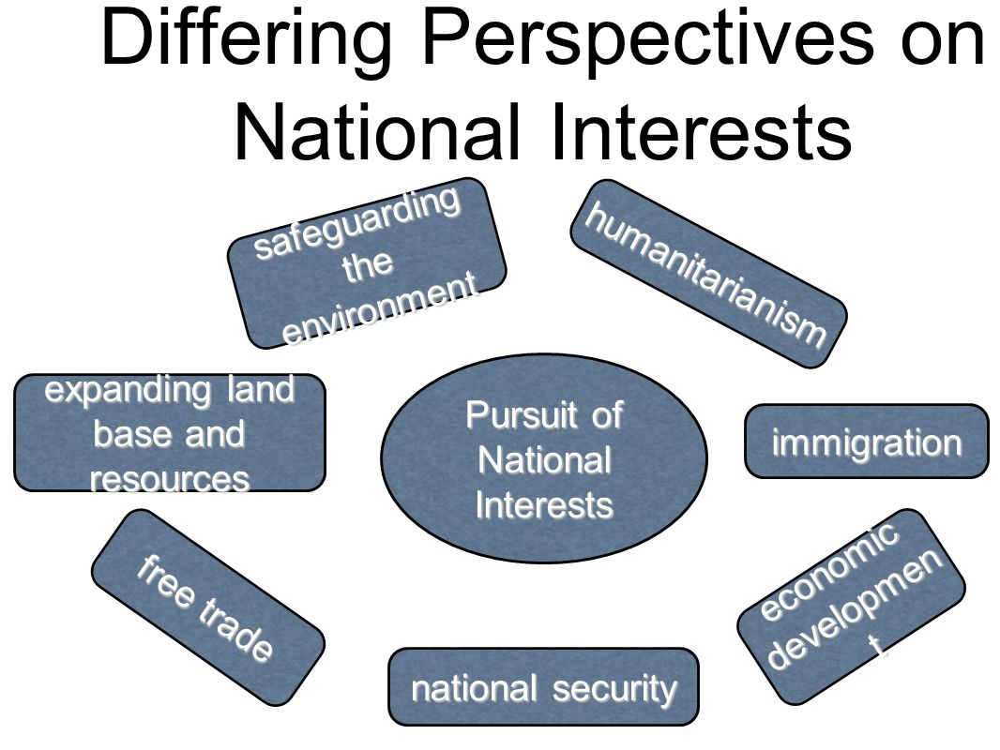 Differing Perspectives on
National Interests
safeguarding
the
environment
humanitarianism
expanding land
base and
resources
Pursuit of
National
Interests
immigration
free trade
economic
developmen
t
national security